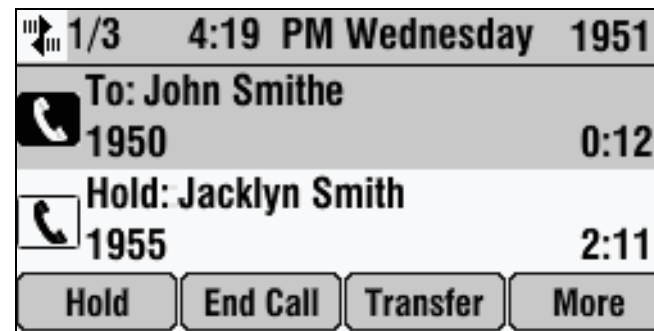 1/3 4:19 PM Wednesday 1951
To: John Smithe
1950 0:12
Hold: Jacklyn Smith
1955 2:11
Hold End Call Transfer More